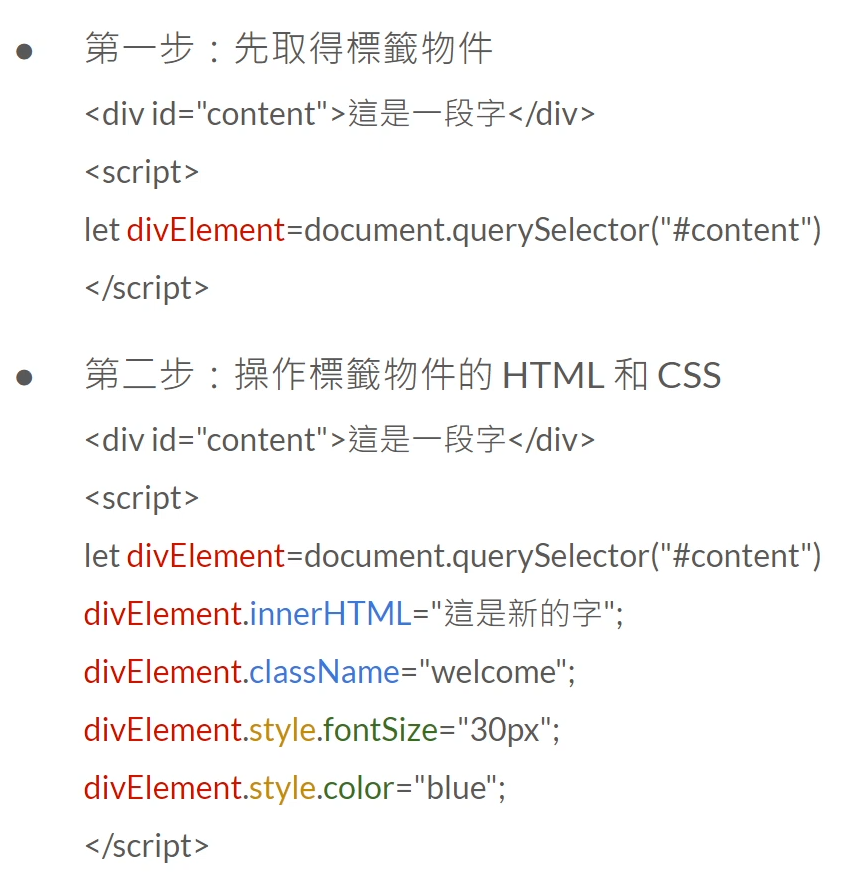 ● 第一步：先取得標籤物件
<div id="content">這是一段字</div>
<script>
let divElement=document.querySelector("#content")
</script>
● 第二步：操作標籤物件的 HTML 和 CSS
<div id="content">這是一段字</div>
<script>
let divElement=document.querySelector("#content")
divElement.innerHTML="這是新的字";
divElement.className="welcome";
divElement.style.fontSize="30px";
divElement.style.color="blue";
</script>